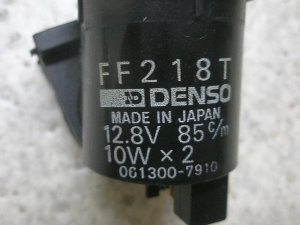 FF218T
DENSO
MADE IN JAPAN
12.8V 85c/m
10W×2
061300-7910